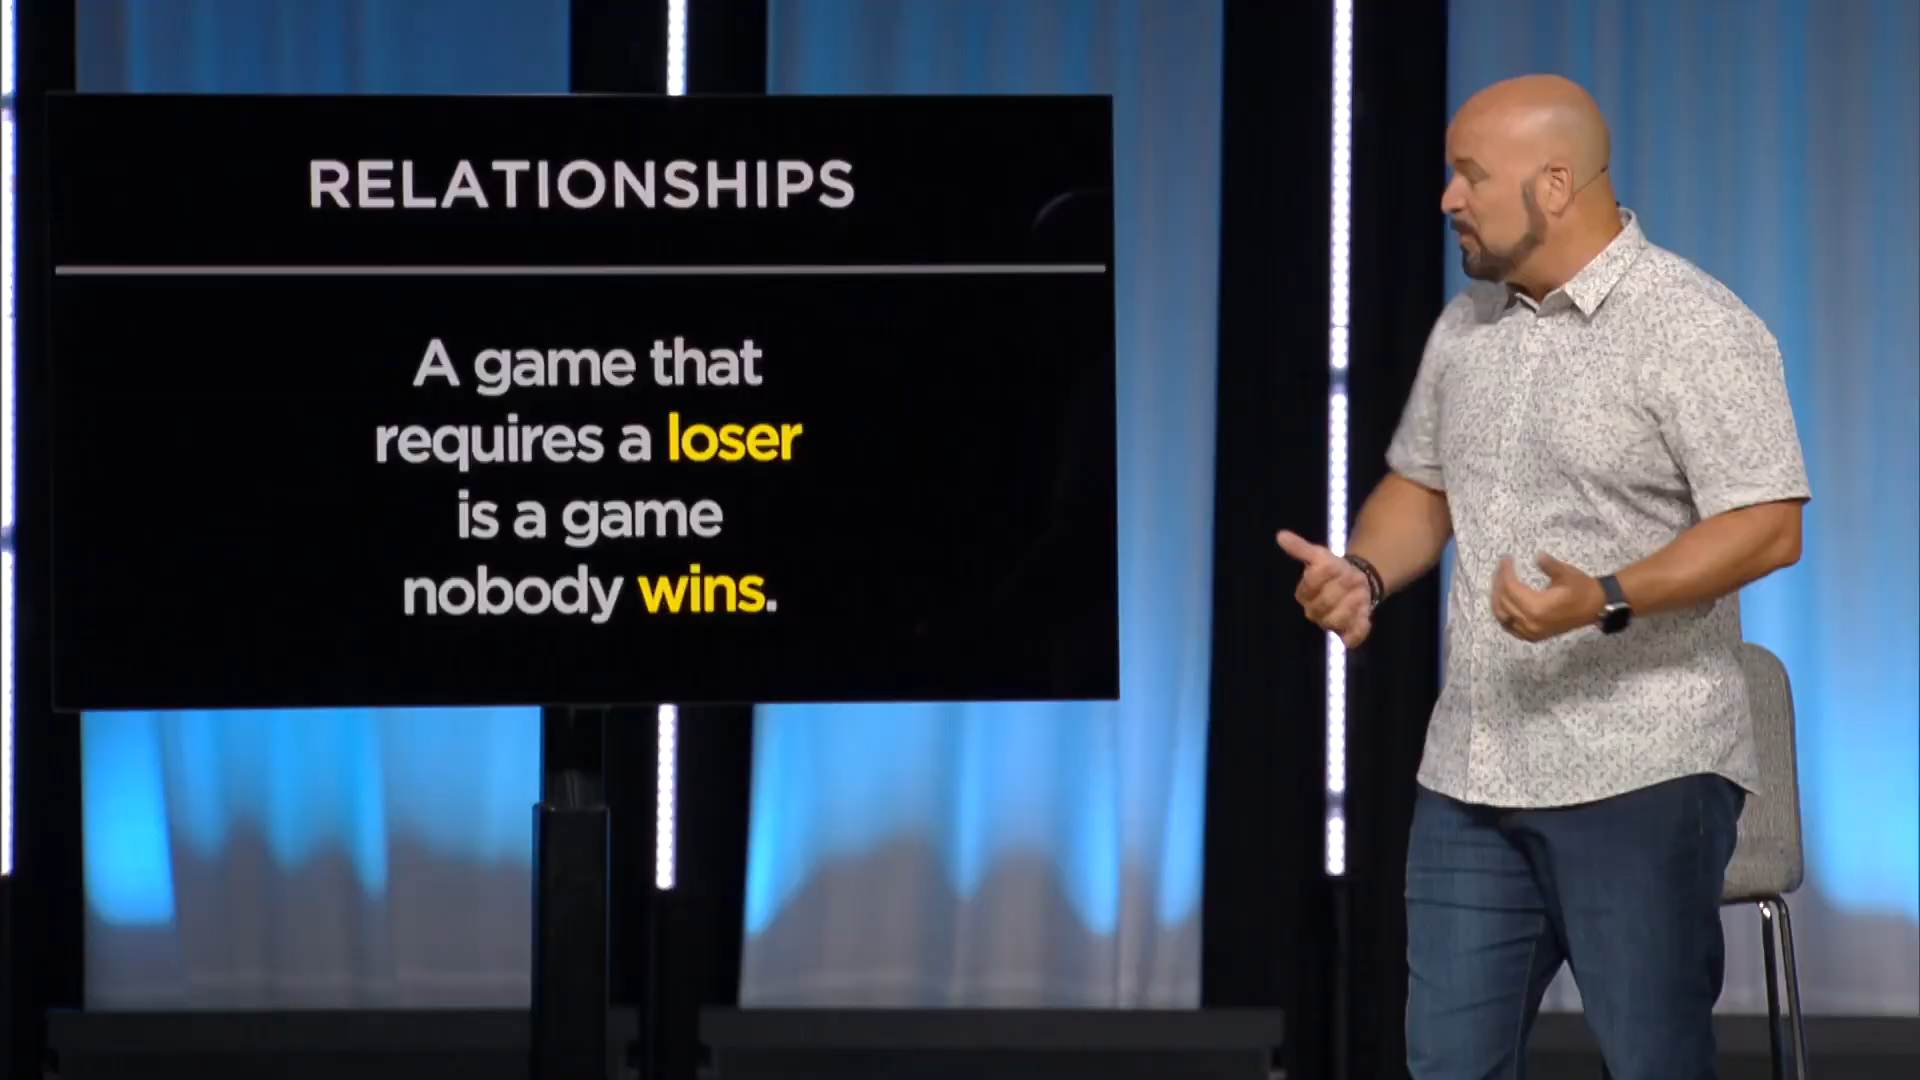 RELATIONSHIPS
A game that
requires a loser
is a game
nobody wins.